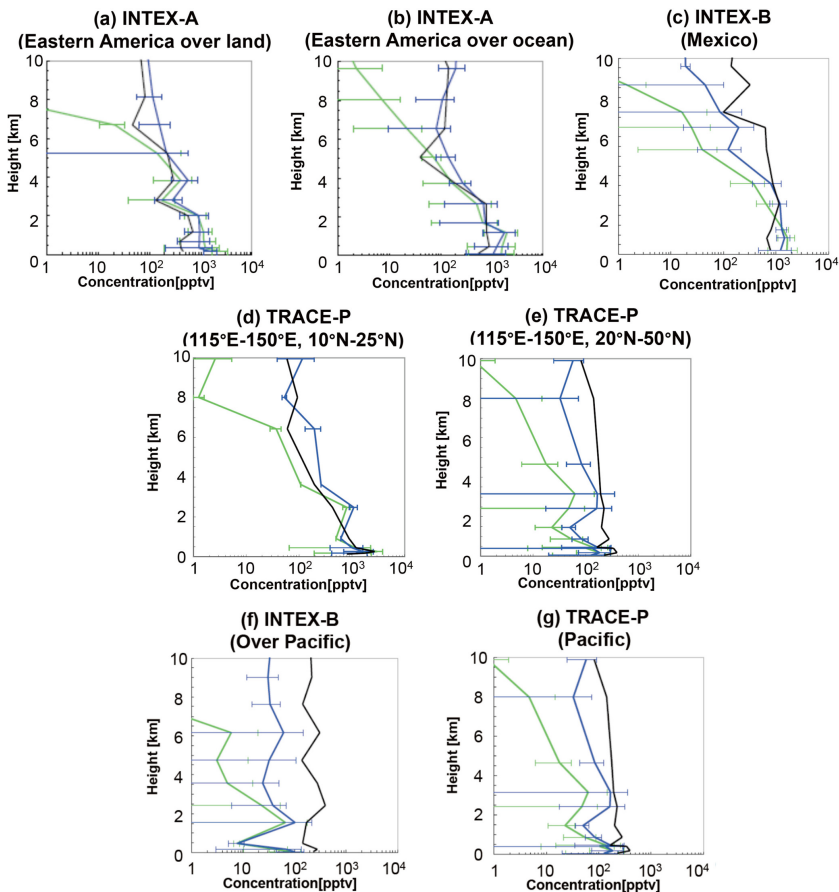 (a) INTEX-A
(Eastern America over land)
(b) INTEX-A
(Eastern America over ocean)
(c) INTEX-B
(Mexico)
Height [km]
10
8
6
4
2
0
1 10 10² 10³ 10⁴
Concentration[pptv]
Height [km]
10
8
6
4
2
0
1 10 10² 10³ 10⁴
Concentration[pptv]
Height [km]
10
8
6
4
2
0
1 10 10² 10³ 10⁴
Concentration[pptv]
(d) TRACE-P
(115°E-150°E, 10°N-25°N)
(e) TRACE-P
(115°E-150°E, 20°N-50°N)
Height [km]
10
8
6
4
2
0
1 10 10² 10³ 10⁴
Concentration[pptv]
Height [km]
10
8
6
4
2
0
1 10 10² 10³ 10⁴
Concentration[pptv]
(f) INTEX-B
(Over Pacific)
(g) TRACE-P
(Pacific)
Height [km]
10
8
6
4
2
0
1 10 10² 10³ 10⁴
Concentration[pptv]
Height [km]
10
8
6
4
2
0
1 10 10² 10³ 10⁴
Concentration[pptv]